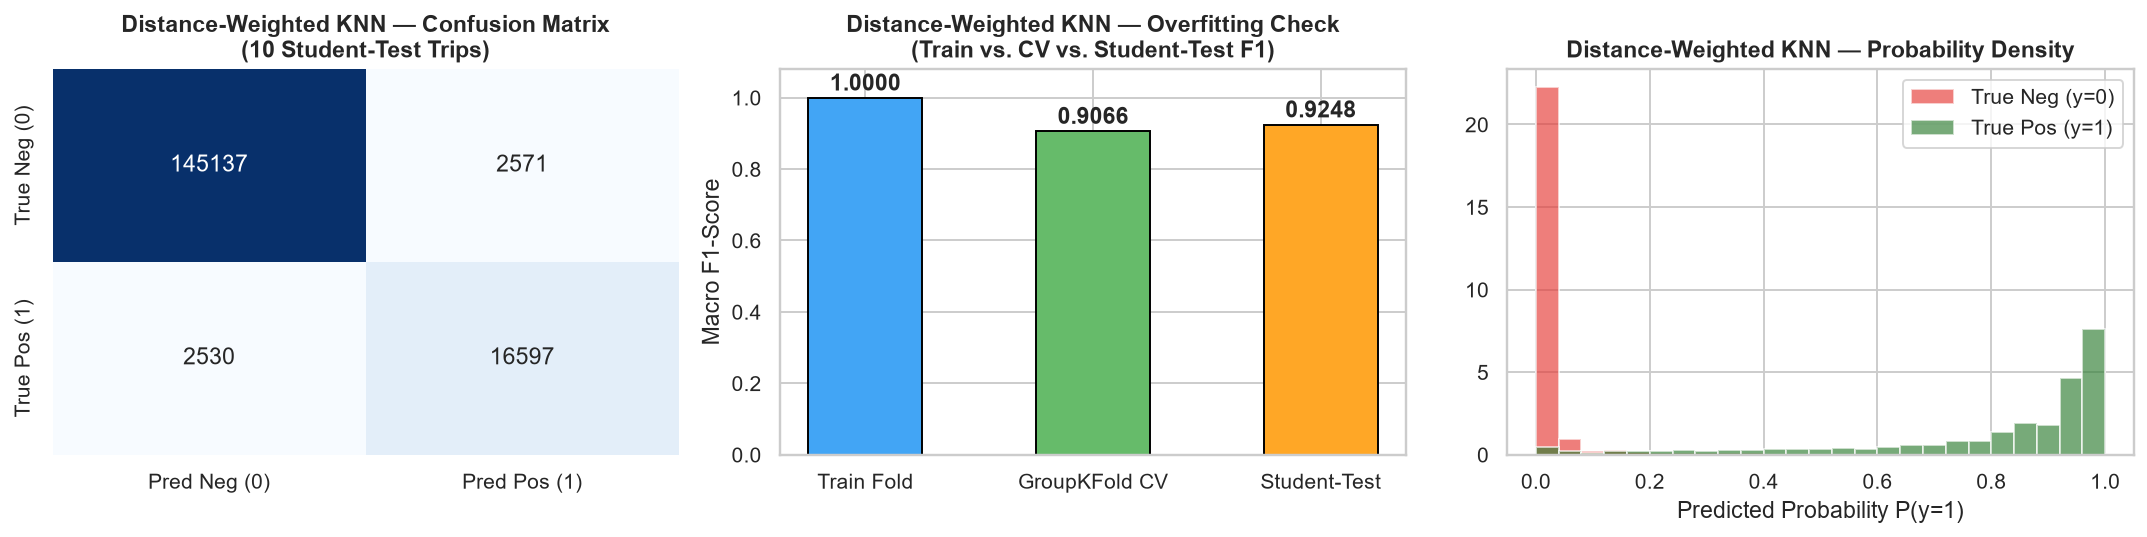 Distance-Weighted KNN — Confusion Matrix
(10 Student-Test Trips)
True Neg (0)
145137
2571
True Pos (1)
2530
16597
Pred Neg (0)
Pred Pos (1)
Distance-Weighted KNN — Overfitting Check
(Train vs. CV vs. Student-Test F1)
Macro F1-Score
1.0
0.8
0.6
0.4
0.2
0.0
1.0000
0.9066
0.9248
Train Fold
GroupKFold CV
Student-Test
Distance-Weighted KNN — Probability Density
True Neg (y=0)
True Pos (y=1)
20
15
10
5
0
0.0
0.2
0.4
0.6
0.8
1.0
Predicted Probability P(y=1)